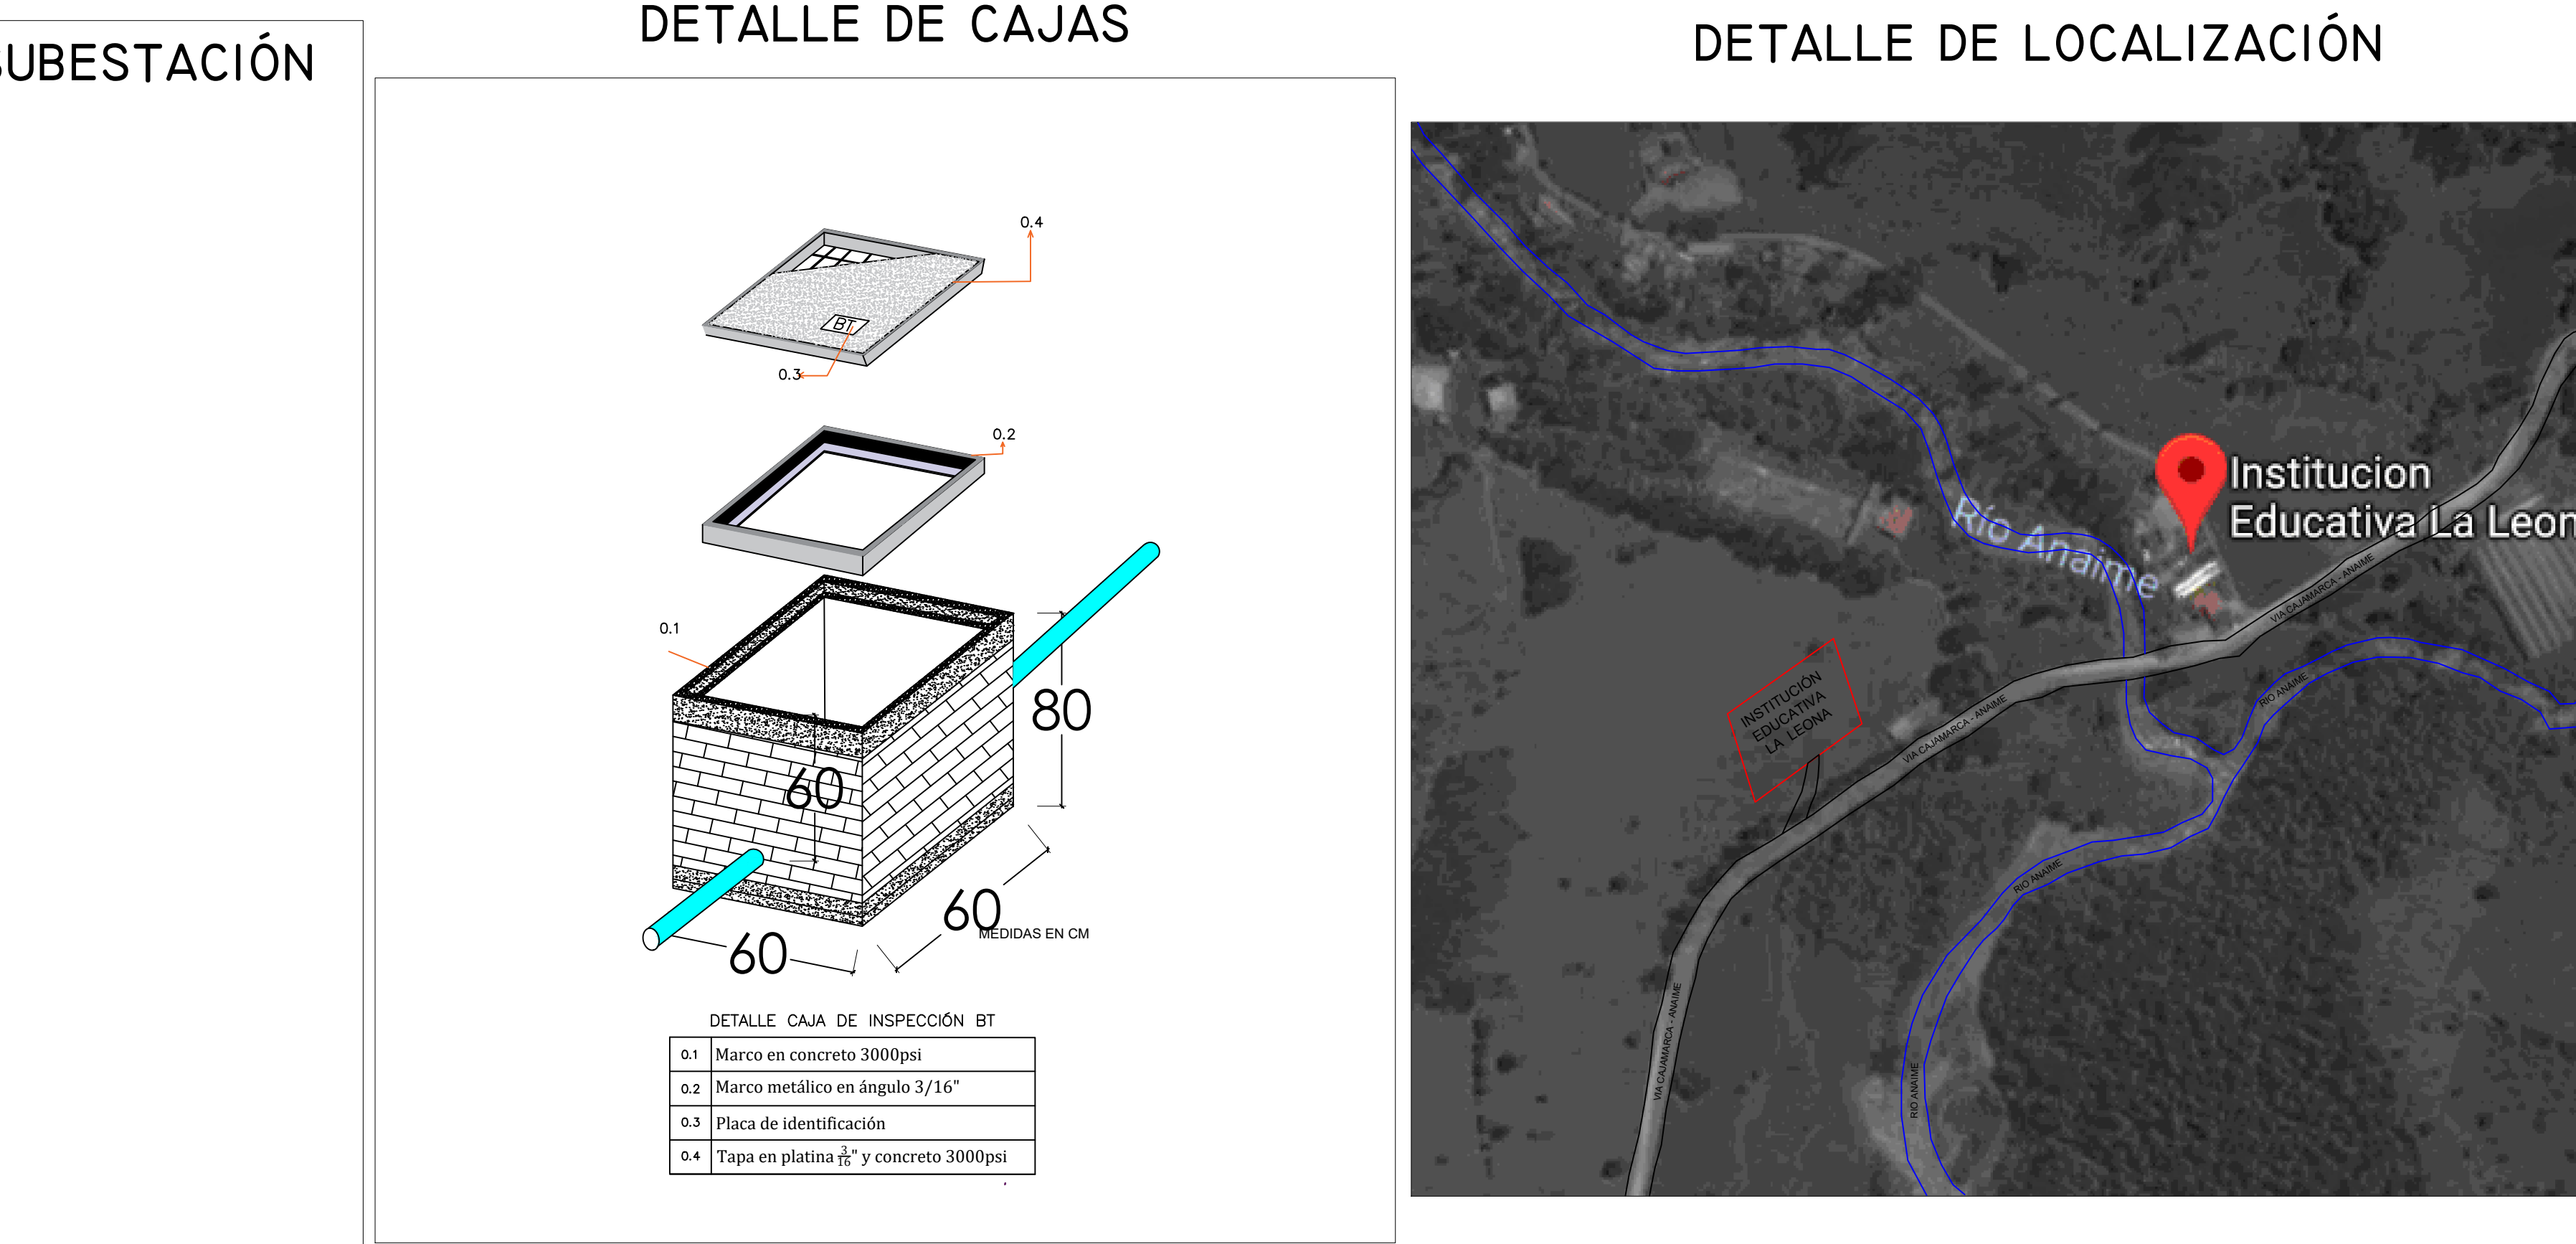 SUBESTACIÓN
DETALLE DE CAJAS
0.4
BT
0.3
0.2
0.1
80
60
60
60
MEDIDAS EN CM
DETALLE CAJA DE INSPECCIÓN BT
0.1 Marco en concreto 3000psi
0.2 Marco metálico en ángulo 3/16"
0.3 Placa de identificación
0.4 Tapa en platina 3/16" y concreto 3000psi
DETALLE DE LOCALIZACIÓN
Institucion
Educativa La Leon
Río Anaime
VIA CAJAMARCA - ANAIME
RIO ANAIME
INSTITUCIÓN
EDUCATIVA
LA LEONA
VIA CAJAMARCA - ANAIME
RIO ANAIME
VIA CAJAMARCA - ANAIME
RIO ANAIME